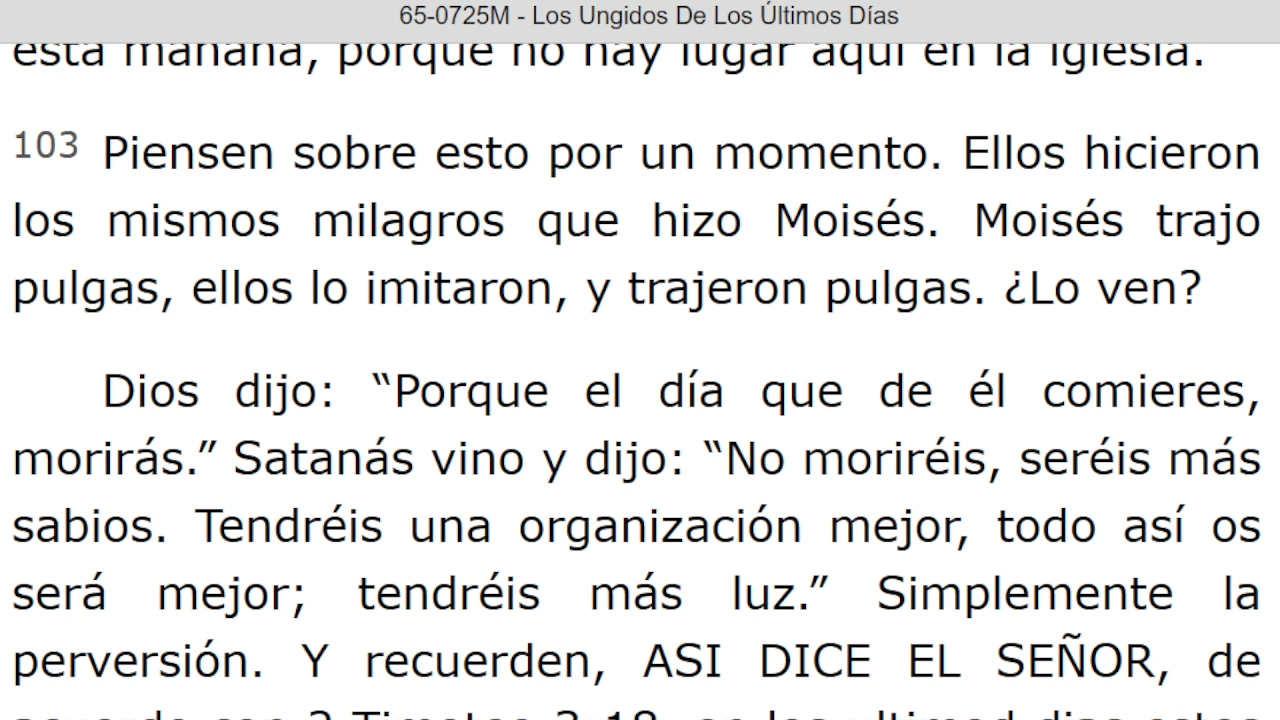 65-0725M - Los Ungidos De Los Últimos Días
esta mañana, porque no hay lugar aquí en la iglesia.
103 Piensen sobre esto por un momento. Ellos hicieron
los mismos milagros que hizo Moisés. Moisés trajo
pulgas, ellos lo imitaron, y trajeron pulgas. ¿Lo ven?
Dios dijo: “Porque el día que de él comieres,
morirás.” Satanás vino y dijo: “No moriréis, seréis más
sabios. Tendréis una organización mejor, todo así os
será mejor; tendréis más luz.” Simplemente la
perversión. Y recuerden, ASI DICE EL SEÑOR, de